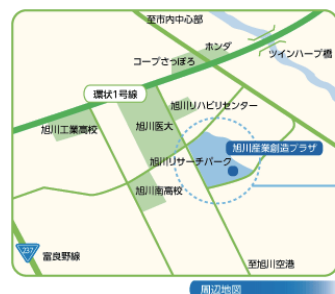 至市内中心部
ホンダ
ツインハープ橋
コープさっぽろ
環状1号線
旭川リハビリセンター
旭川工業高校
旭川医大
旭川産業創造プラザ
旭川リサーチパーク
旭川南高校
237
富良野線
至旭川空港
周辺地図